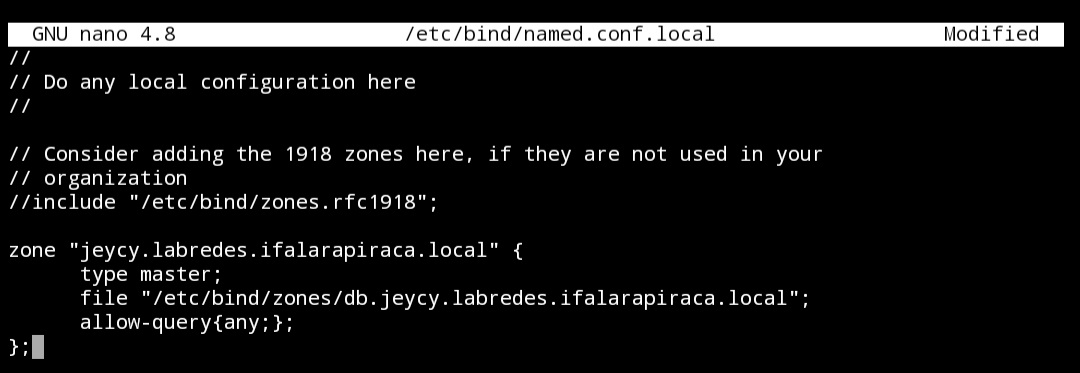 GNU nano 4.8 /etc/bind/named.conf.local Modified
//
// Do any local configuration here
//
// Consider adding the 1918 zones here, if they are not used in your
// organization
//include "/etc/bind/zones.rfc1918";
zone "jeycy.labredes.ifalarapiraca.local" {
type master;
file "/etc/bind/zones/db.jeycy.labredes.ifalarapiraca.local";
allow-query{any;};
};